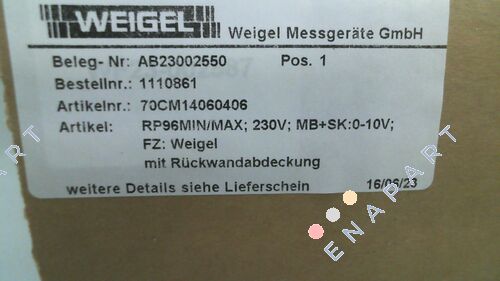 WEIGEL Weigel Messgeräte GmbH
Beleg- Nr: AB23002550 Pos. 1
Bestellnr.: 1110861
Artikelnr.: 70CM14060406
Artikel: RP96MIN/MAX; 230V; MB+SK:0-10V;
FZ: Weigel
mit Rückwandabdeckung
weitere Details siehe Lieferschein 16/06/23
ENAPART